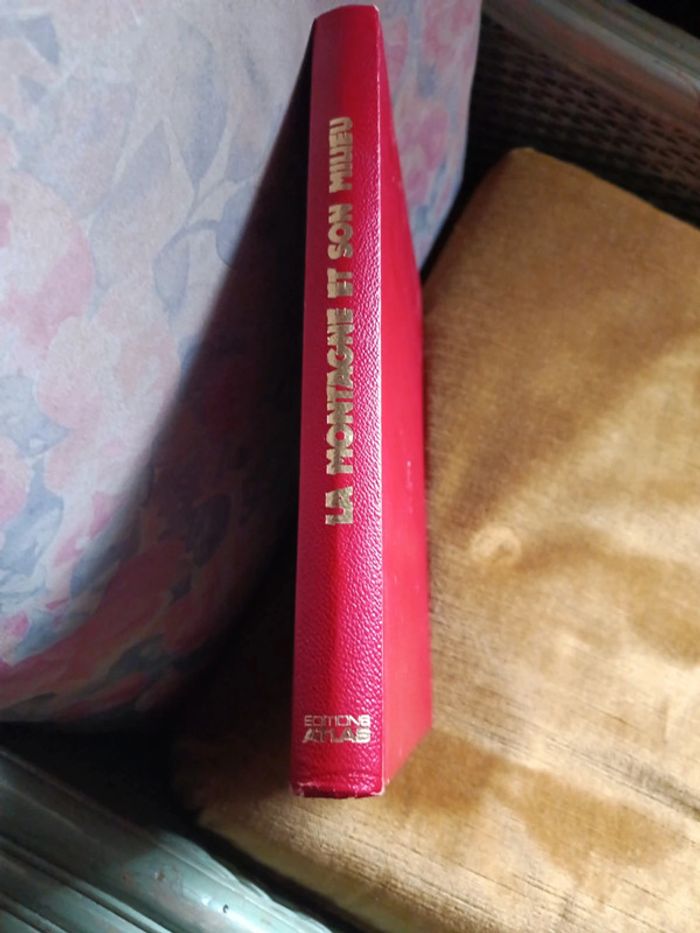 LA MONTAGNE ET SON MILIEU
EDITIONS
ATLAS